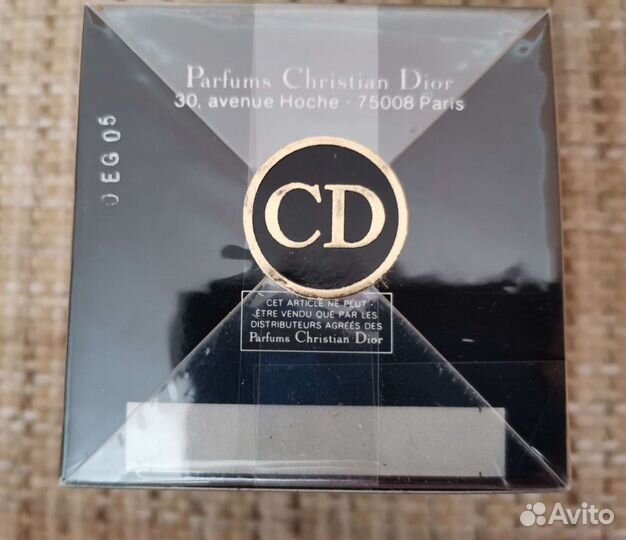 Parfums Christian Dior
30, avenue Hoche - 75008 Paris
0EG05
CD
CET ARTICLE NE PEUT
ÊTRE VENDU QUE PAR LES
DISTRIBUTEURS AGRÉÉS DES
Parfums Christian Dior
Avito